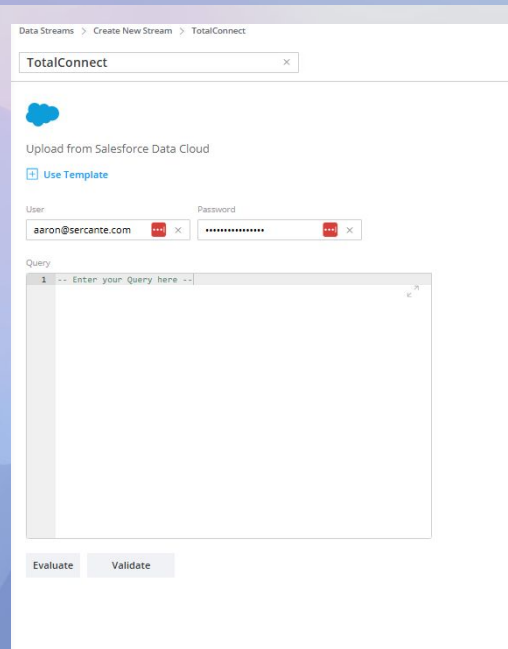 Data Streams > Create New Stream > TotalConnect
TotalConnect ×
Upload from Salesforce Data Cloud
+ Use Template
User Password
aaron@sercante.com × •••••••••••••••• ×
Query
1 -- Enter your Query here --
Evaluate Validate